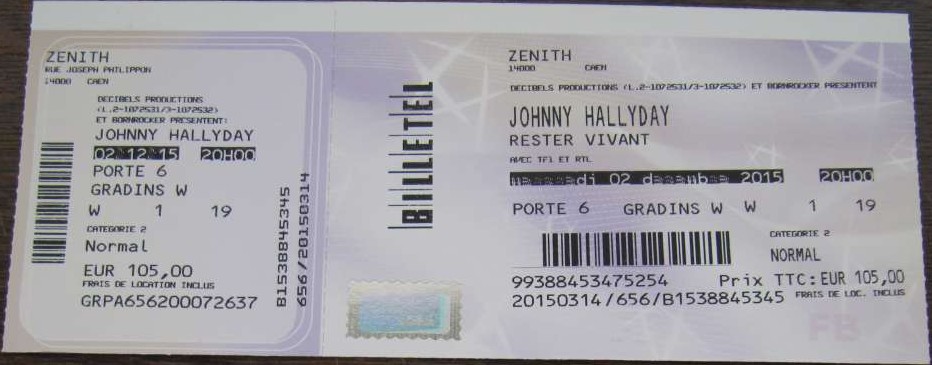 ZENITH
RUE JOSEPH PHILIPPON
14000 CAEN
DECIBELS PRODUCTIONS
(L.2-1072531/3-1072532)
ET BORNROCKER PRESENTENT:
JOHNNY HALLYDAY
02 12 15 20H00
PORTE 6
GRADINS W
W 1 19
CATEGORIE 2
Normal
EUR 105,00
FRAIS DE LOCATION INCLUS
GRPA656200072637
B1538845345
656/20150314
BILLETEL
ZENITH
14000 CAEN
DECIBELS PRODUCTIONS (L.2-1072531/3-1072532) ET BORNROCKER PRESENTENT
JOHNNY HALLYDAY
RESTER VIVANT
AVEC TF1 ET RTL
02 2015 20H00
PORTE 6 GRADINS W W 1 19
CATEGORIE 2
NORMAL
99388453475254 Prix TTC: EUR 105,00
20150314/656/B1538845345 FRAIS DE LOC. INCLUS
FB